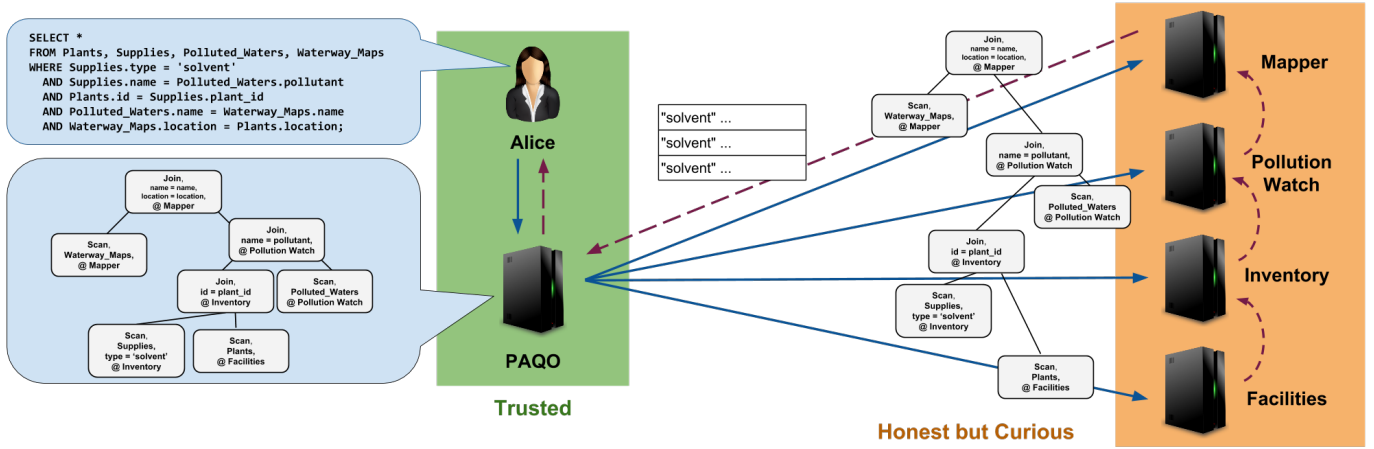 SELECT *
FROM Plants, Supplies, Polluted_Waters, Waterway_Maps
WHERE Supplies.type = 'solvent'
AND Supplies.name = Polluted_Waters.pollutant
AND Plants.id = Supplies.plant_id
AND Polluted_Waters.name = Waterway_Maps.name
AND Waterway_Maps.location = Plants.location;
Join,
name = name,
location = location,
@ Mapper
Scan,
Waterway_Maps,
@ Mapper
Join,
name = pollutant,
@ Pollution Watch
Join,
id = plant_id
@ Inventory
Scan,
Polluted_Waters
@ Pollution Watch
Scan,
Supplies,
type = ‘solvent’
@ Inventory
Scan,
Plants,
@ Facilities
Alice
PAQO
Trusted
"solvent" ...
"solvent" ...
"solvent" ...
Join,
name = name,
location = location,
@ Mapper
Scan,
Waterway_Maps,
@ Mapper
Join,
name = pollutant,
@ Pollution Watch
Scan,
Polluted_Waters
@ Pollution Watch
Join,
id = plant_id
@ Inventory
Scan,
Supplies,
type = ‘solvent’
@ Inventory
Scan,
Plants,
@ Facilities
Mapper
Pollution
Watch
Inventory
Facilities
Honest but Curious